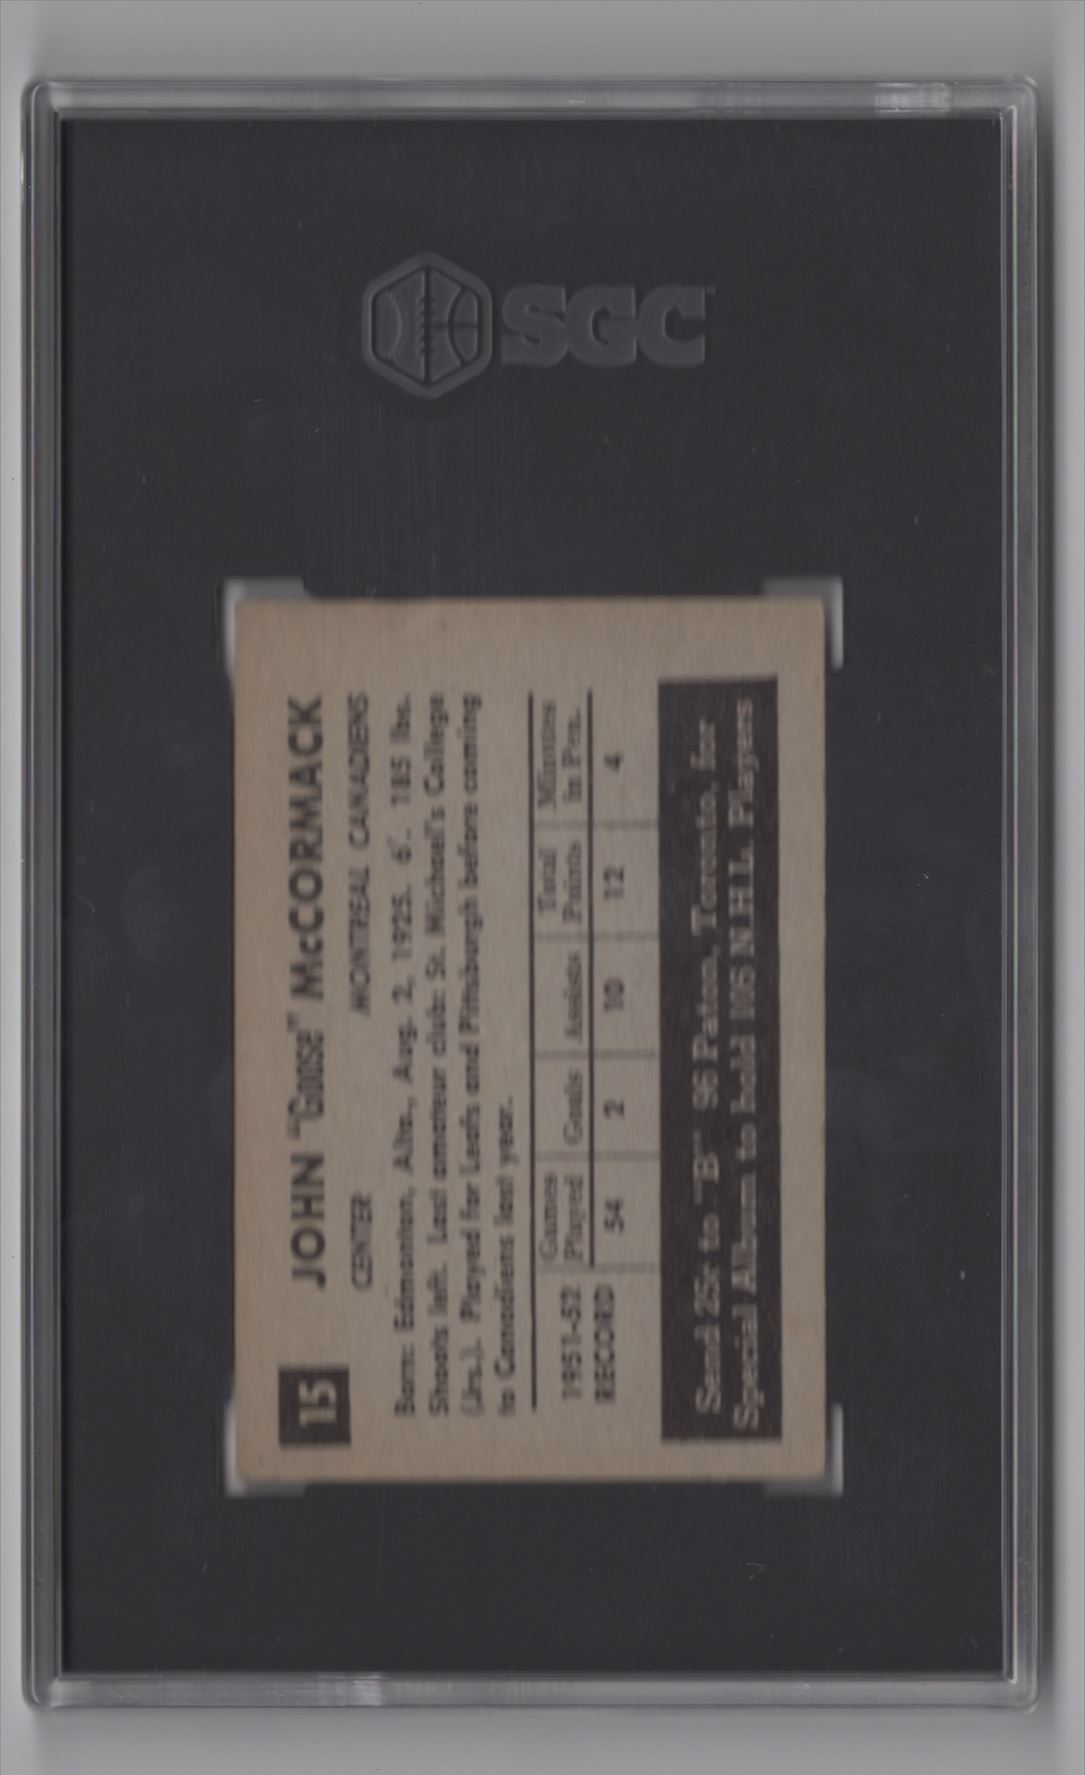 SGC
15
JOHN "Goose" McCORMACK
CENTER MONTREAL CANADIENS
Born: Edmonton, Alta., Aug. 2, 1925. 6'. 185 lbs.
Shoots left. Last amateur club: St. Michael's College
(Jrs.). Played for Leafs and Pittsburgh before coming
to Canadiens last year.
1951-52 RECORD
Games Played Goals Assists Total Points Minutes in Pen.
54 2 10 12 4
Send 25c to "B" 96 Paton, Toronto, for
Special Album to hold 106 N.H.L. Players